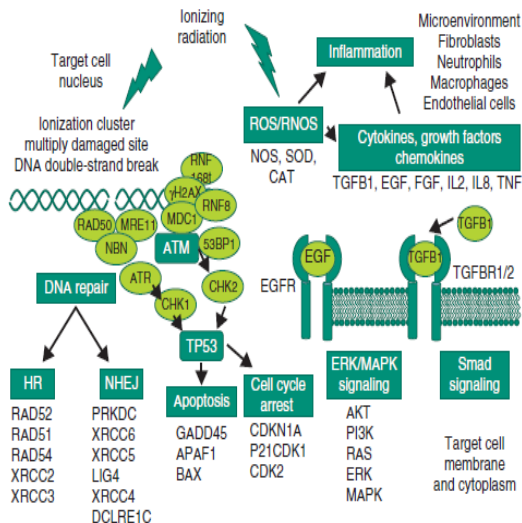 Ionizing
radiation
Target cell
nucleus
Microenvironment
Fibroblasts
Neutrophils
Macrophages
Endothelial cells
Inflammation
Ionization cluster
multiply damaged site
DNA double-strand break
ROS/RNOS
NOS, SOD,
CAT
Cytokines, growth factors
chemokines
TGFB1, EGF, FGF, IL2, IL8, TNF
RNF
168L
γH2AX
RNF8
MDC1
RAD50
MRE11
NBN
ATM
53BP1
ATR
CHK1
CHK2
TP53
EGFR
EGF
TGFB1
TGFB1
TGFBR1/2
DNA repair
HR
RAD52
RAD51
RAD54
XRCC2
XRCC3
NHEJ
PRKDC
XRCC6
XRCC5
LIG4
XRCC4
DCLRE1C
Apoptosis
GADD45
APAF1
BAX
Cell cycle
arrest
CDKN1A
P21CDK1
CDK2
ERK/MAPK
signaling
AKT
PI3K
RAS
ERK
MAPK
Smad
signaling
Target cell
membrane
and cytoplasm